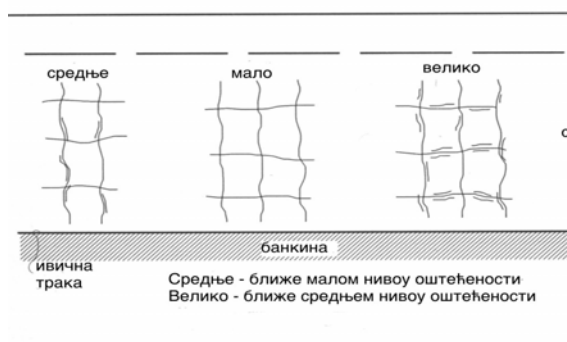 средње
мало
велико
банкина
ивична
трака
Средње - ближе малом нивоу оштећености
Велико - ближе средњем нивоу оштећености